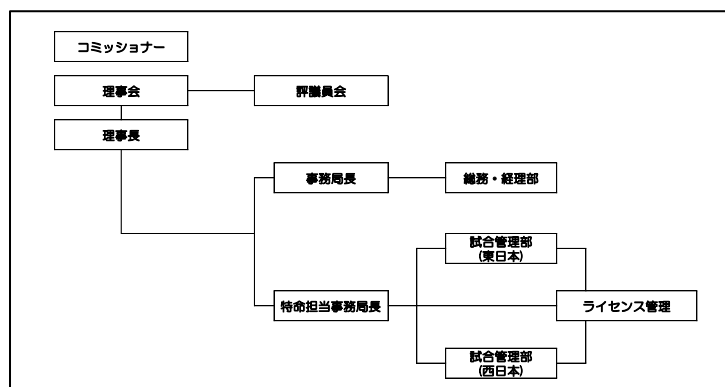 コミッショナー
理事会
評議員会
理事長
事務局長
総務・経理部
試合管理部
(東日本)
特命担当事務局長
ライセンス管理
試合管理部
(西日本)